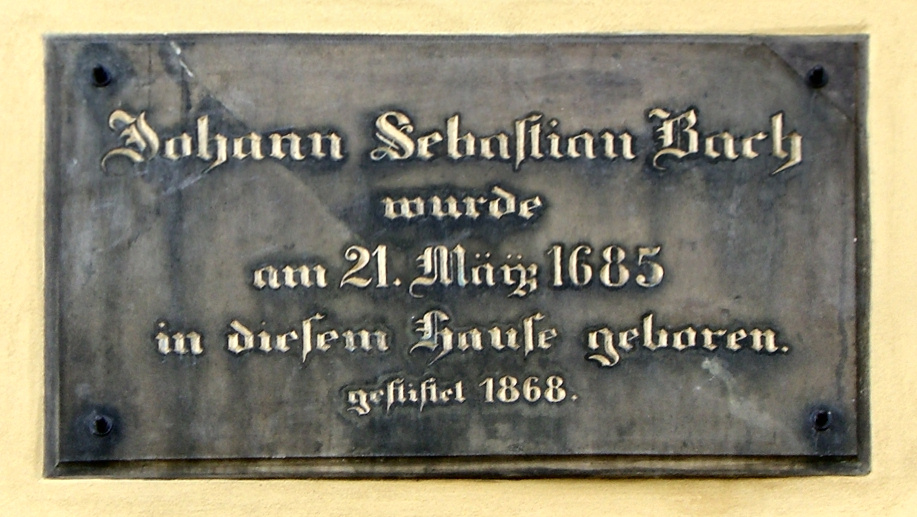 Johann Sebastian Bach
wurde
am 21. März 1685
in diesem Hause geboren.
gestiftet 1868.